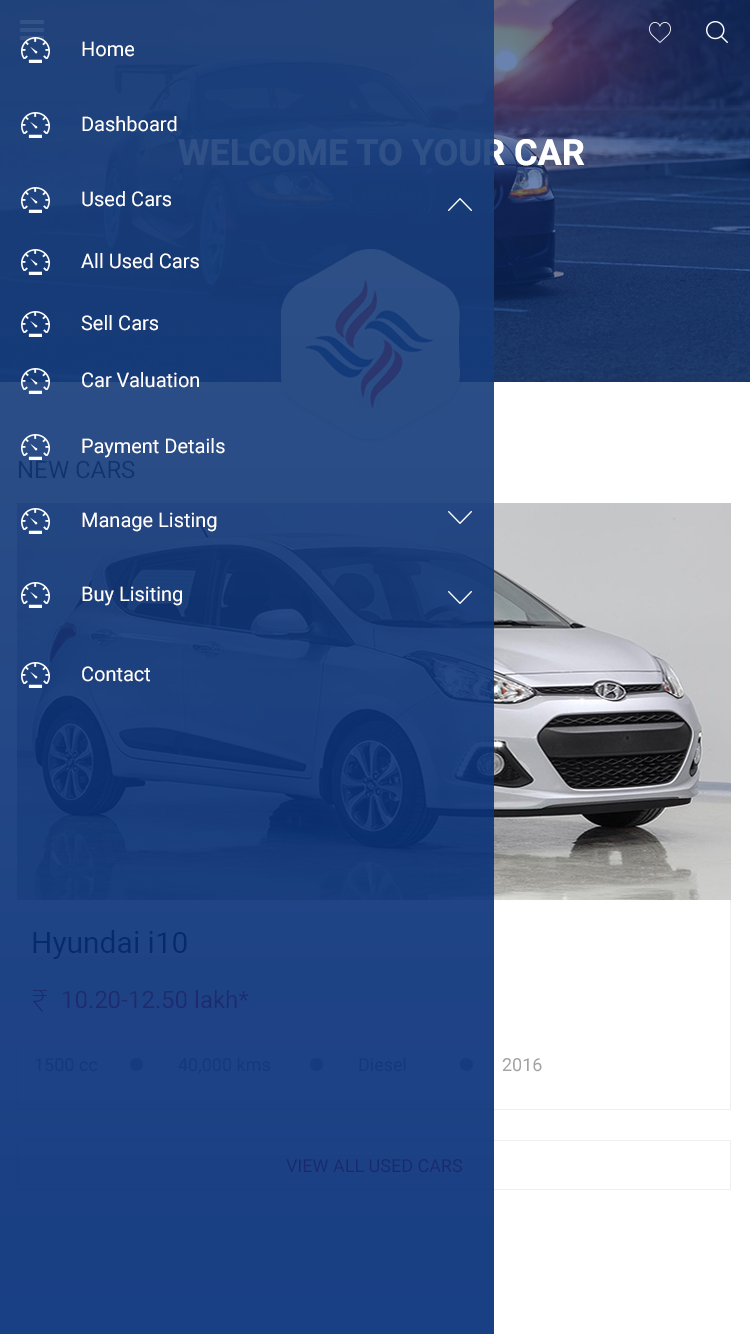 Home
Dashboard
WELCOME TO YOUR CAR
Used Cars
All Used Cars
Sell Cars
Car Valuation
Payment Details
NEW CARS
Manage Listing
Buy Lisiting
Contact
Hyundai i10
₹ 10.20-12.50 lakh*
1500 cc ● 40,000 kms ● Diesel ● 2016
VIEW ALL USED CARS